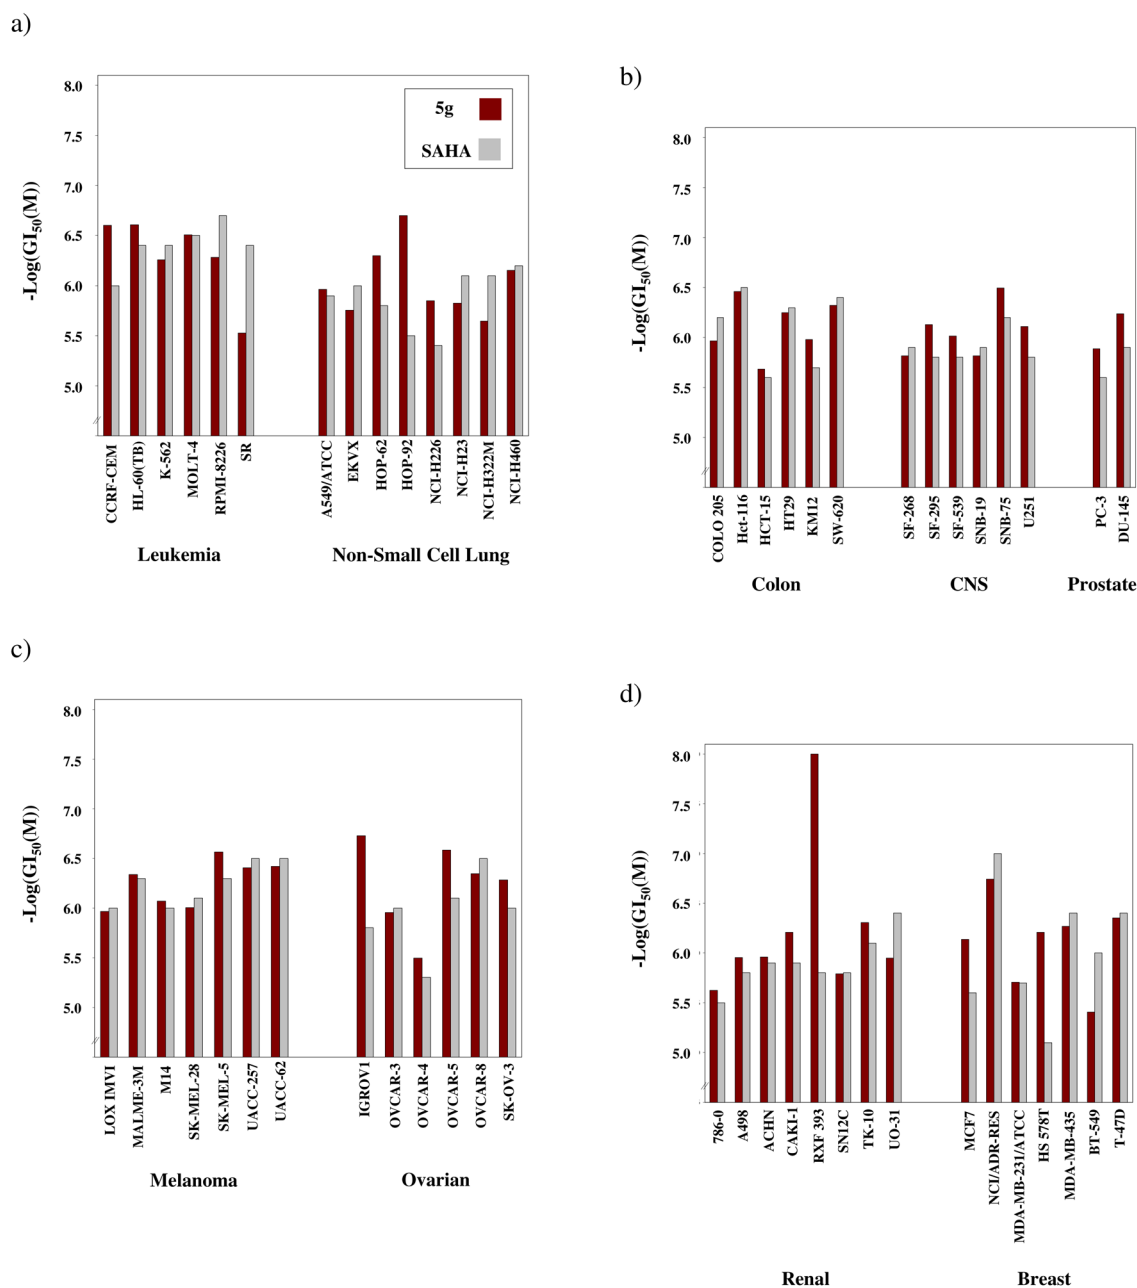 a)
8.0
7.5
7.0
6.5
6.0
5.5
5.0
-Log(GI50(M))
5g
SAHA
CCRF-CEM
HL-60(TB)
K-562
MOLT-4
RPMI-8226
SR
A549/ATCC
EKVX
HOP-62
HOP-92
NCI-H226
NCI-H23
NCI-H322M
NCI-H460
Leukemia
Non-Small Cell Lung
b)
8.0
7.5
7.0
6.5
6.0
5.5
5.0
-Log(GI50(M))
COLO 205
Hct-116
HCT-15
HT29
KM12
SW-620
SF-268
SF-295
SF-539
SNB-19
SNB-75
U251
PC-3
DU-145
Colon
CNS
Prostate
c)
8.0
7.5
7.0
6.5
6.0
5.5
5.0
-Log(GI50(M))
LOX IMVI
MALME-3M
M14
SK-MEL-28
SK-MEL-5
UACC-257
UACC-62
IGROV1
OVCAR-3
OVCAR-4
OVCAR-5
OVCAR-8
SK-OV-3
Melanoma
Ovarian
d)
8.0
7.5
7.0
6.5
6.0
5.5
5.0
-Log(GI50(M))
786-0
A498
ACHN
CAKI-1
RXF 393
SN12C
TK-10
UO-31
MCF7
NCI/ADR-RES
MDA-MB-231/ATCC
HS 578T
MDA-MB-435
BT-549
T-47D
Renal
Breast